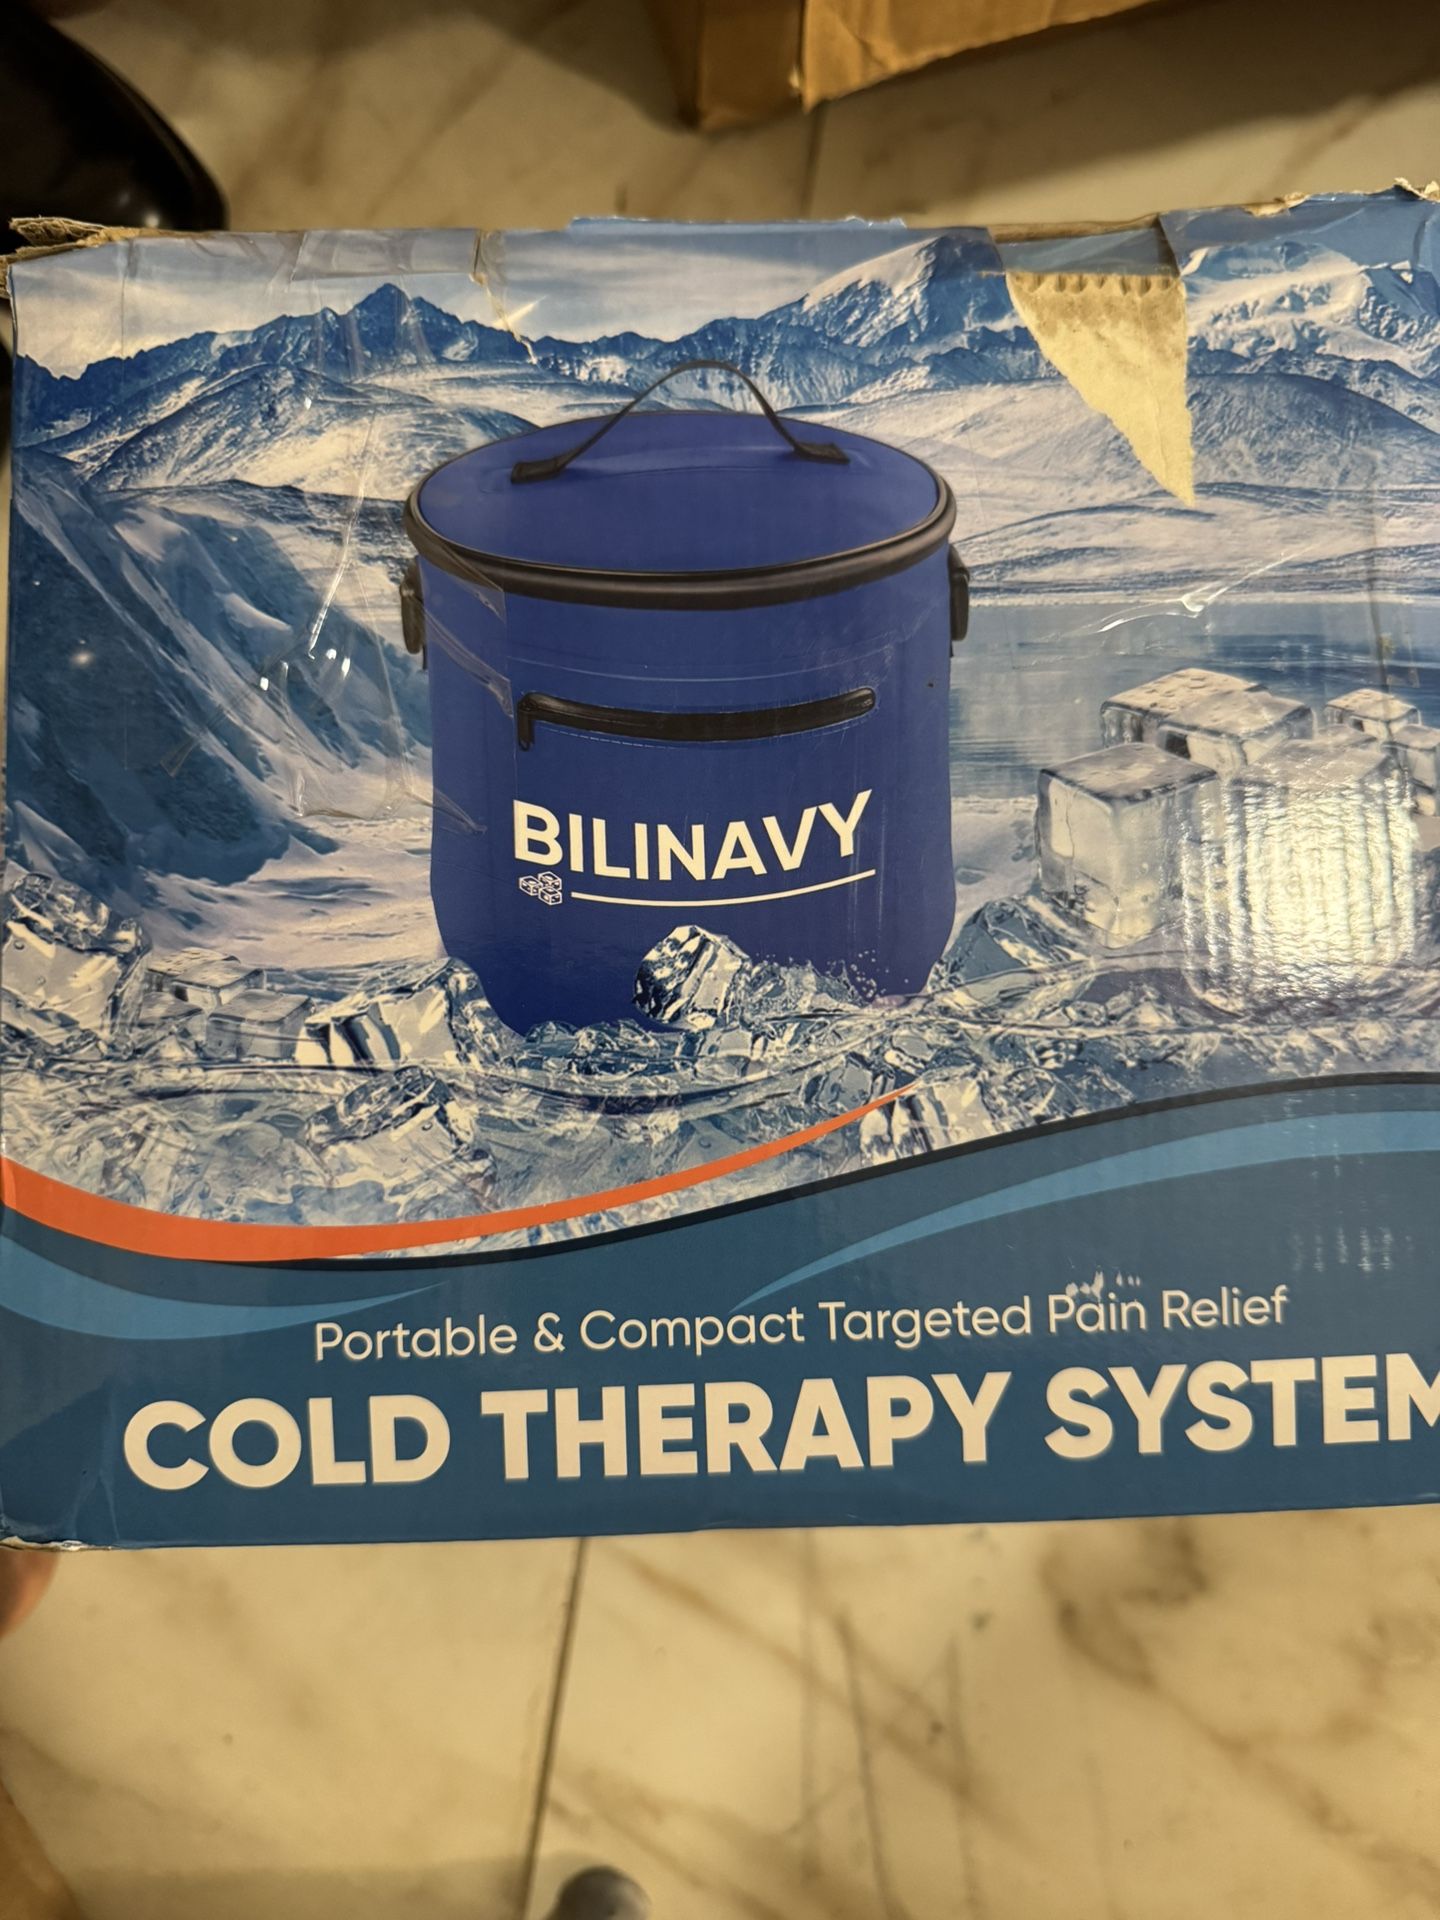 BILINAVY
Portable & Compact Targeted Pain Relief
COLD THERAPY SYSTEM